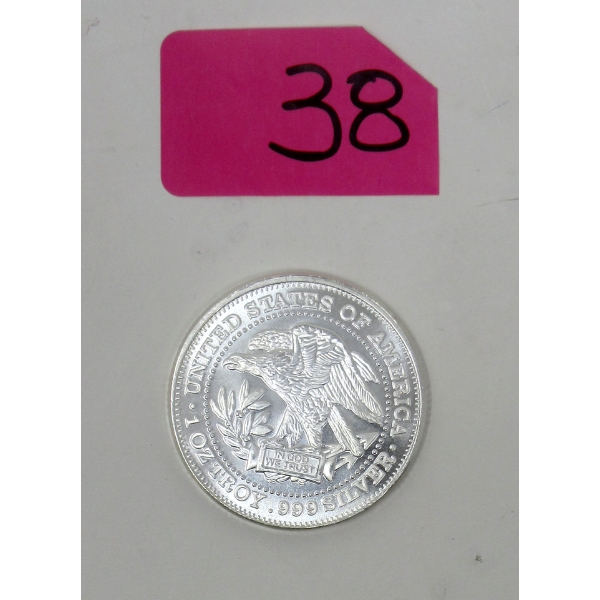 38
UNITED STATES OF AMERICA
IN GOD
WE TRUST
· 1 OZ TROY . 999 SILVER ·